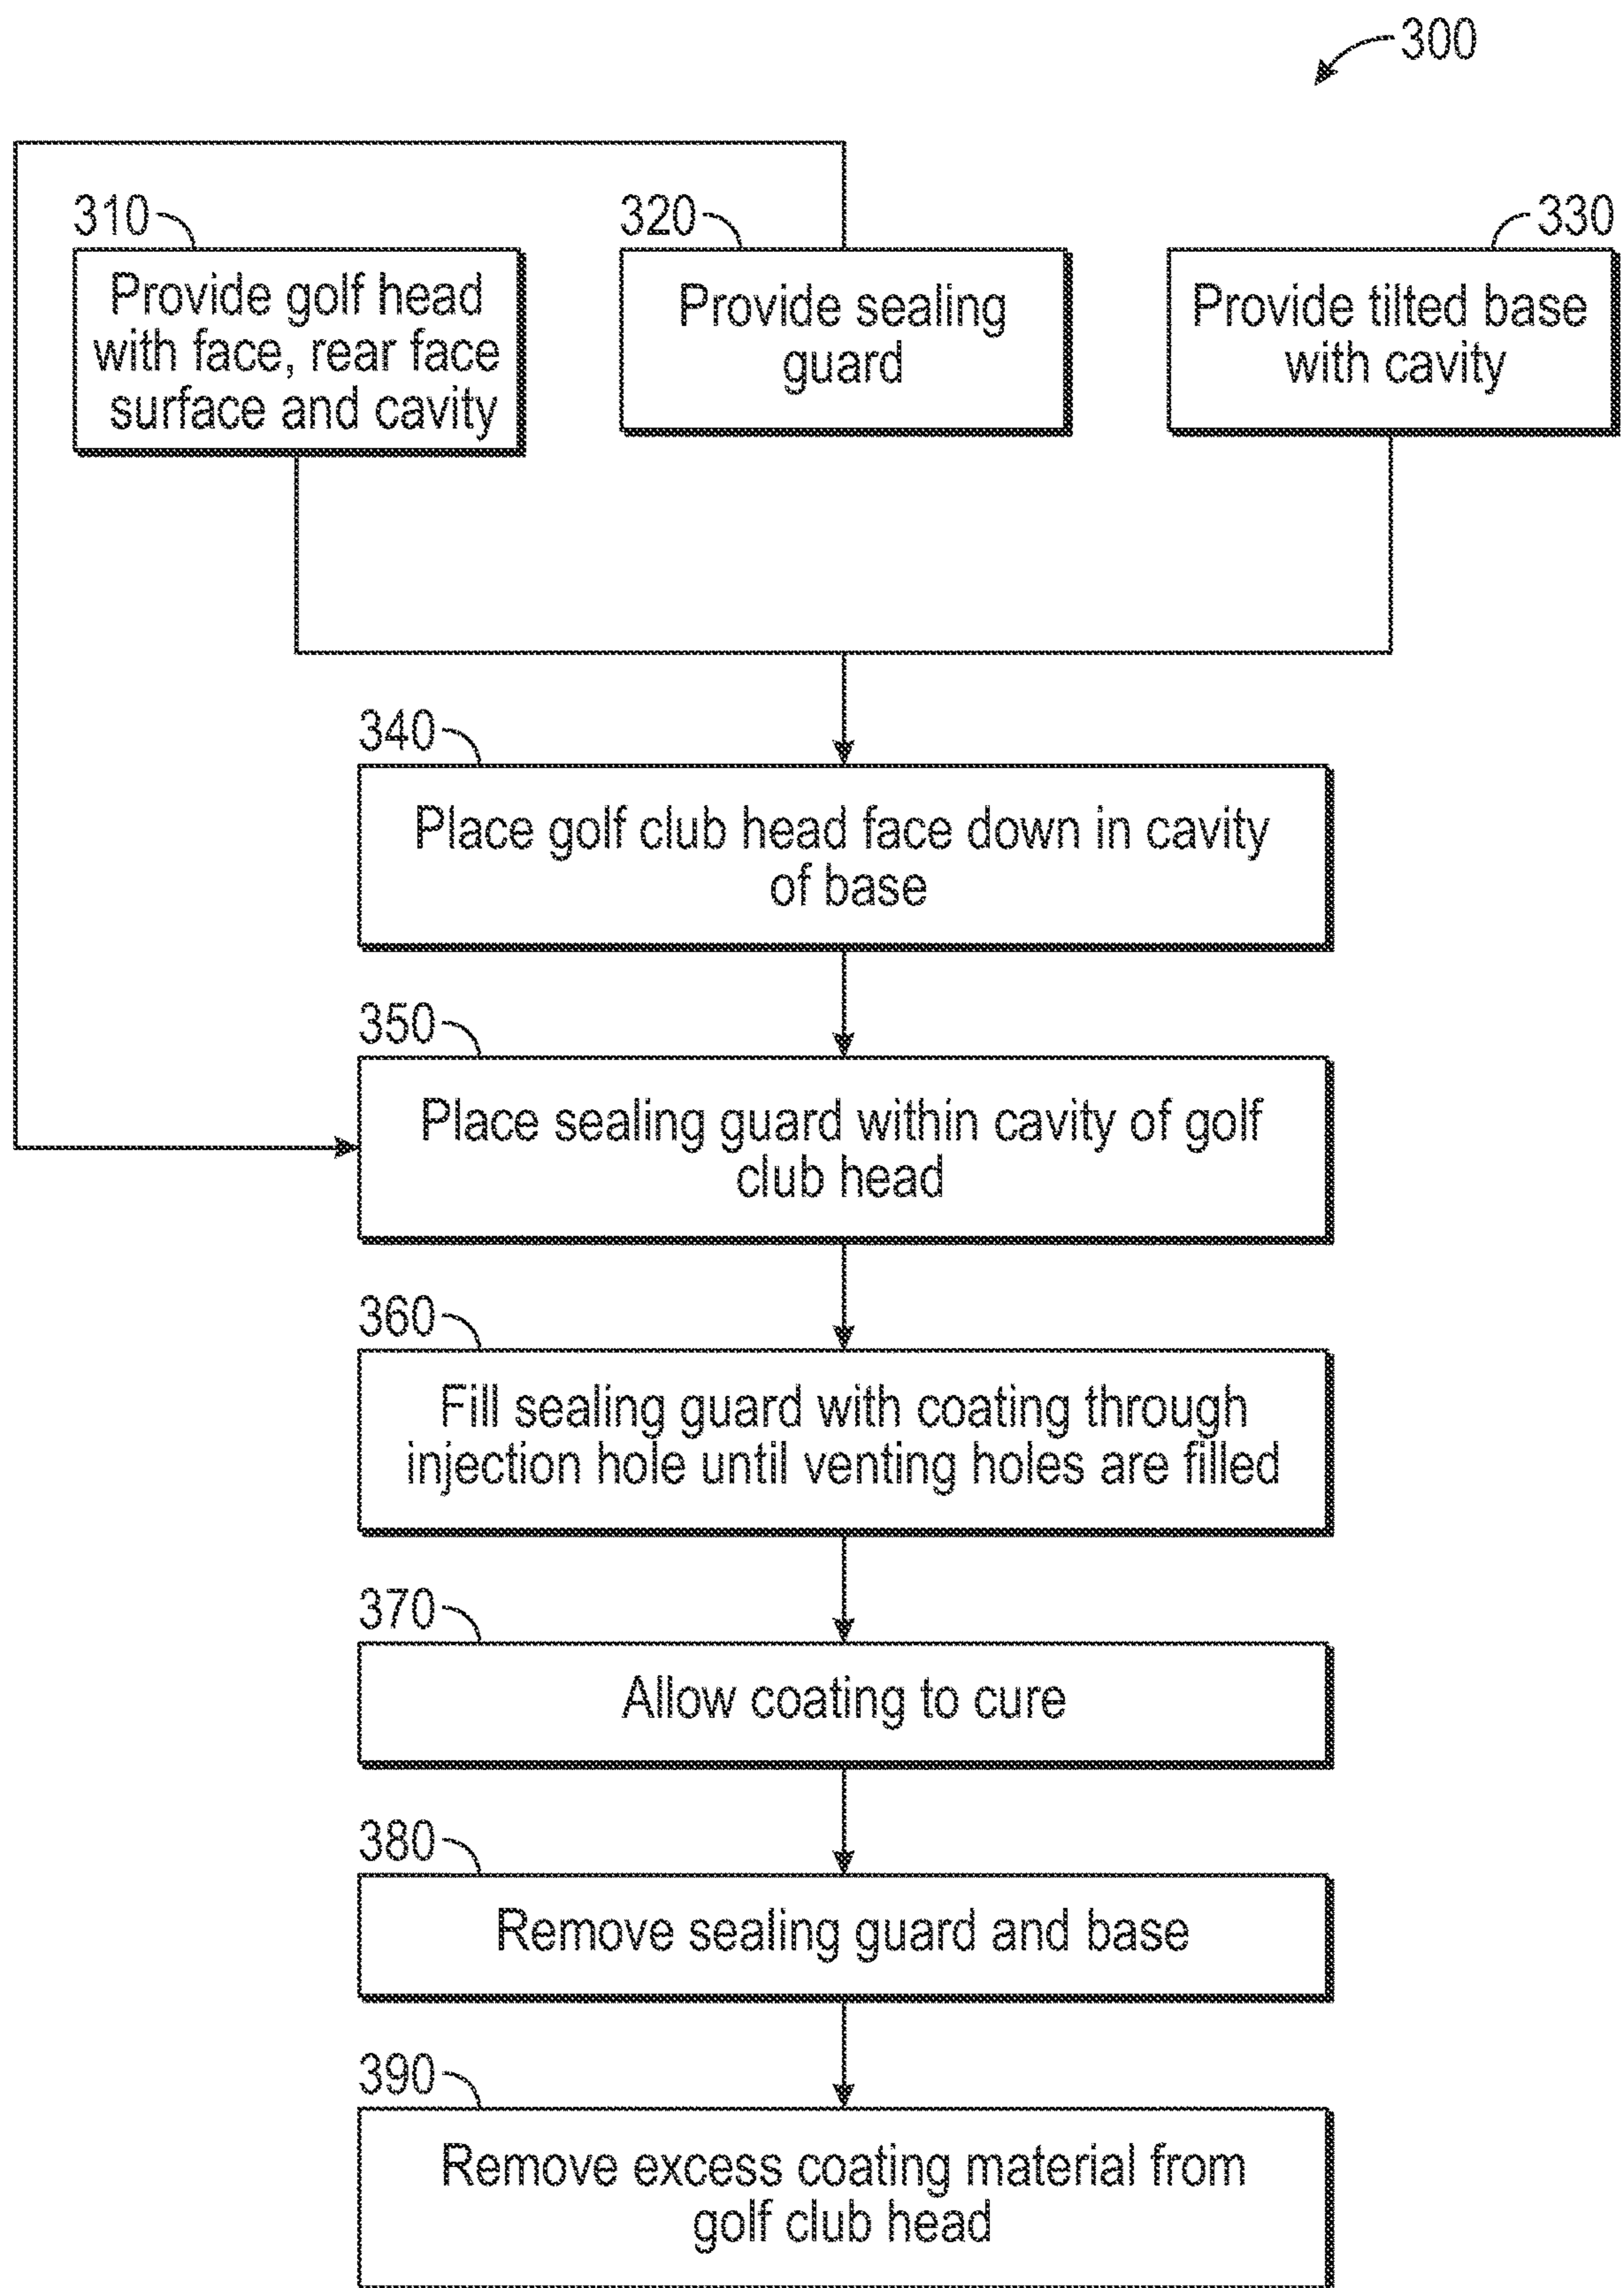 300
310
320
330
Provide golf head
with face, rear face
surface and cavity
Provide sealing
guard
Provide tilted base
with cavity
340
Place golf club head face down in cavity
of base
350
Place sealing guard within cavity of golf
club head
360
Fill sealing guard with coating through
injection hole until venting holes are filled
370
Allow coating to cure
380
Remove sealing guard and base
390
Remove excess coating material from
golf club head